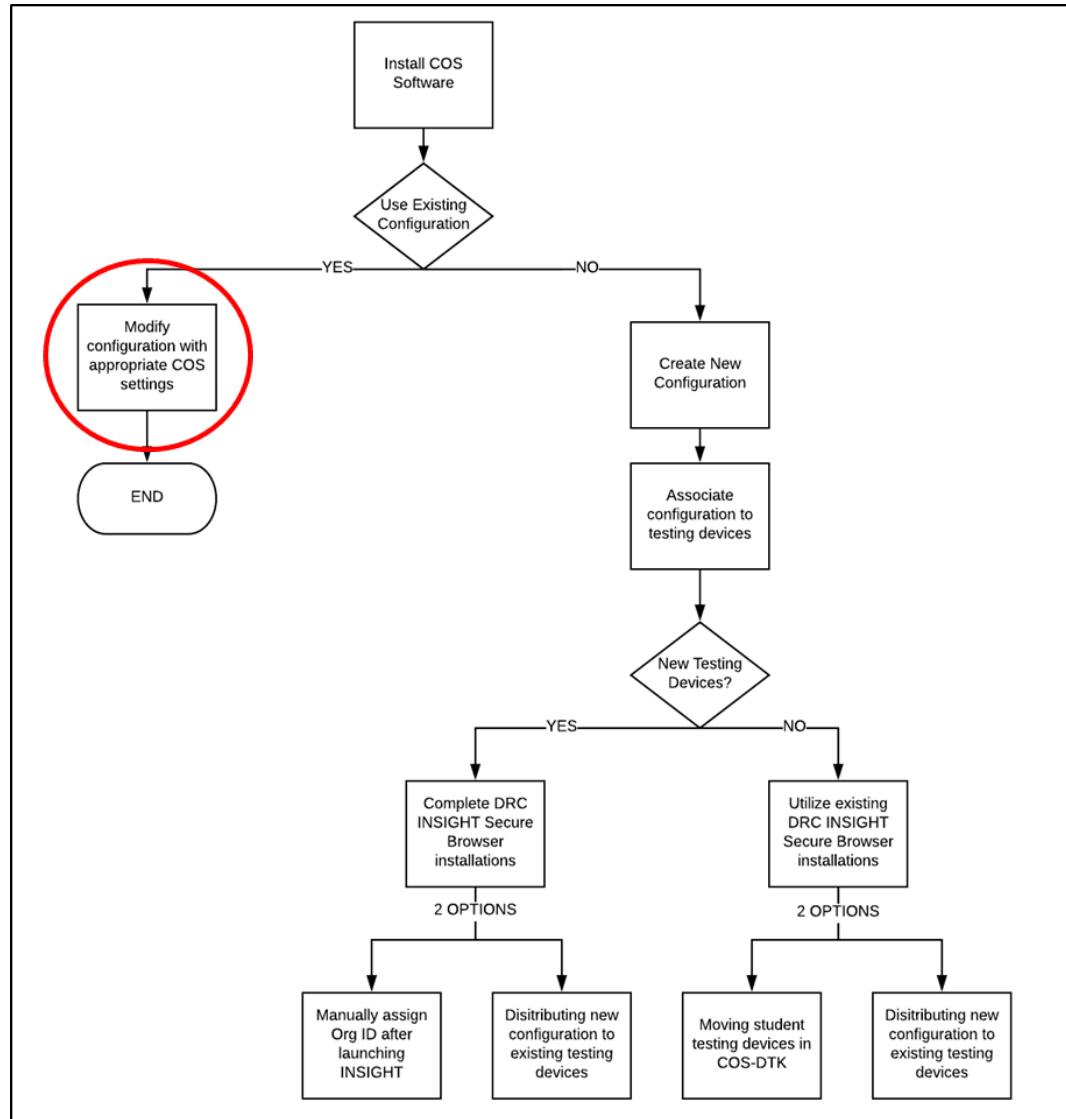 Install COS
Software
Use Existing
Configuration
YES
NO
Modify
configuration with
appropriate COS
settings
Create New
Configuration
END
Associate
configuration to
testing devices
New Testing
Devices?
YES
NO
Complete DRC
INSIGHT Secure
Browser
installations
Utilize existing
DRC INSIGHT
Secure Browser
installations
2 OPTIONS
2 OPTIONS
Manually assign
Org ID after
launching
INSIGHT
Disitributing new
configuration to
existing testing
devices
Moving student
testing devices in
COS-DTK
Disitributing new
configuration to
existing testing
devices